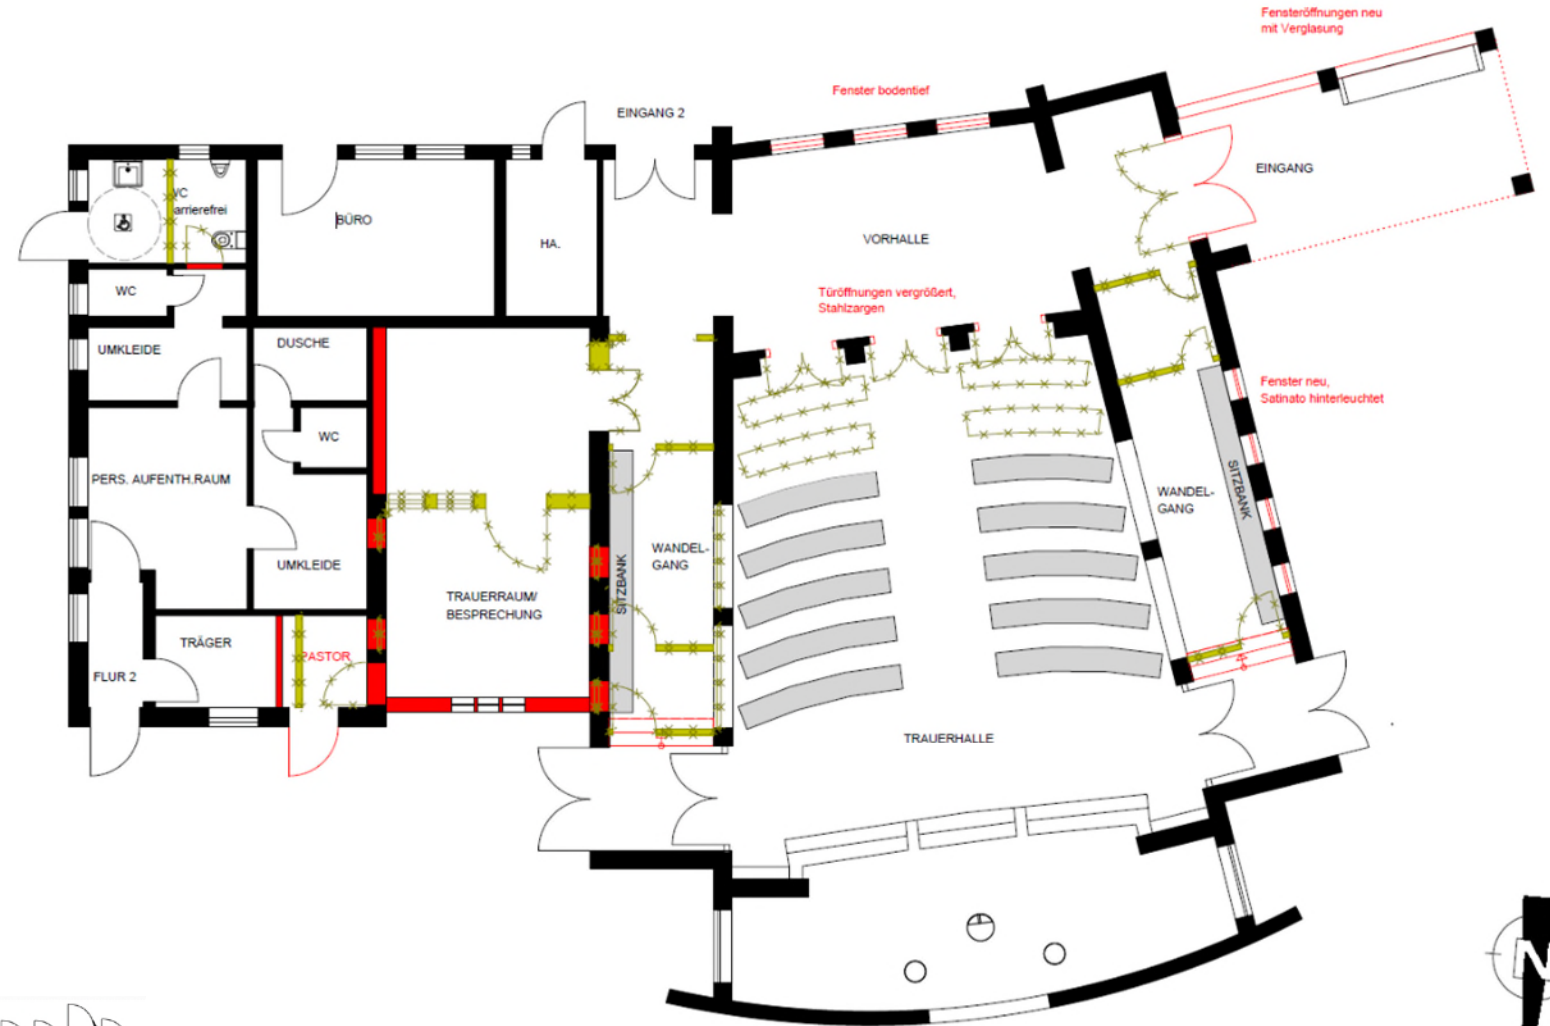 Fensteröffnungen neu
mit Verglasung
Fenster bodentief
EINGANG 2
EINGANG
WC
arrierefrei
BÜRO
HA.
VORHALLE
WC
Türöffnungen vergrößert,
Stahlzargen
UMKLEIDE
DUSCHE
Fenster neu,
Satinato hinterleuchtet
WC
PERS. AUFENTH.RAUM
SITZBANK
WANDEL-
GANG
UMKLEIDE
TRAUERRAUM/
BESPRECHUNG
SITZBANK
WANDEL-
GANG
TRÄGER
PASTOR
FLUR 2
TRAUERHALLE
N